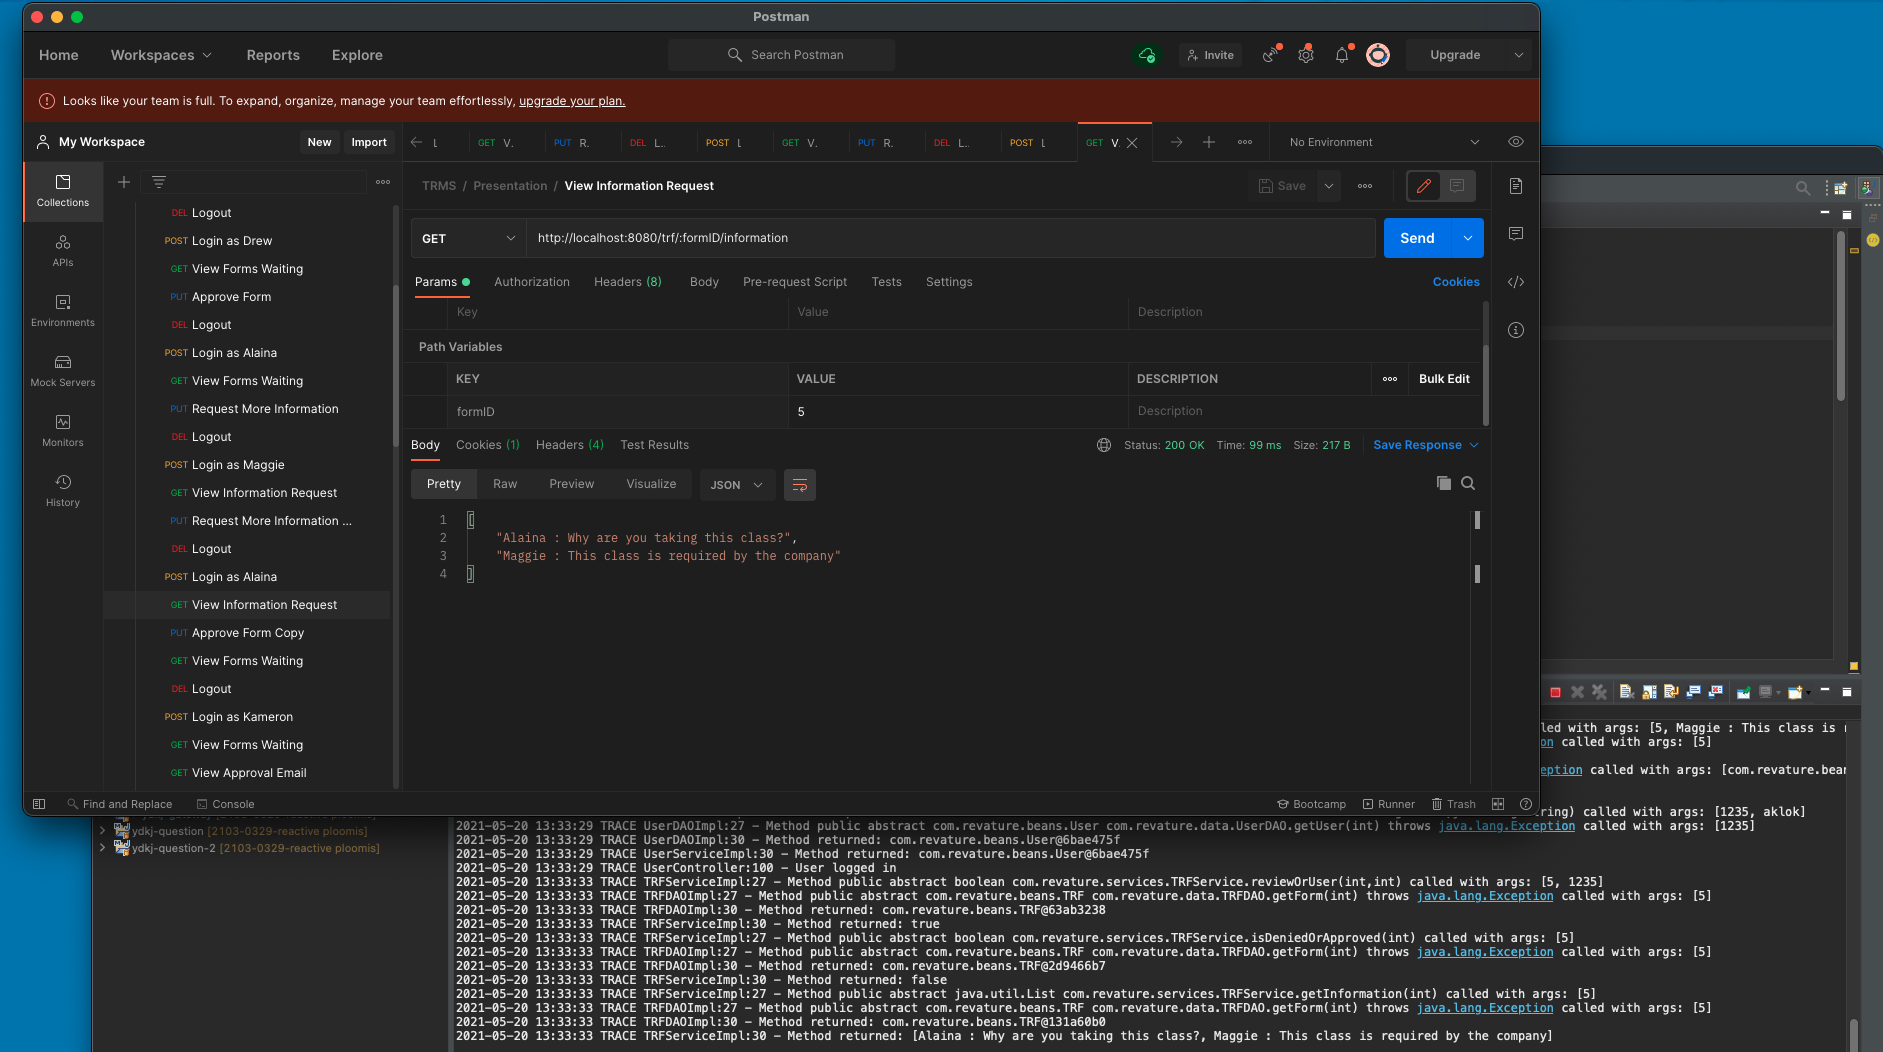 Postman
Home Workspaces Reports Explore Search Postman Invite Upgrade
Looks like your team is full. To expand, organize, manage your team effortlessly, upgrade your plan.
My Workspace New Import
GET V. PUT R. DEL L.. POST GET V. PUT R. DEL L.. POST GET V. No Environment
Collections
APIs
Environments
Mock Servers
Monitors
History
DEL Logout
POST Login as Drew
GET View Forms Waiting
PUT Approve Form
DEL Logout
POST Login as Alaina
GET View Forms Waiting
PUT Request More Information
DEL Logout
POST Login as Maggie
GET View Information Request
PUT Request More Information ...
DEL Logout
POST Login as Alaina
GET View Information Request
PUT Approve Form Copy
GET View Forms Waiting
DEL Logout
POST Login as Kameron
GET View Forms Waiting
GET View Approval Email
TRMS / Presentation / View Information Request Save
GET http://localhost:8080/trf/:formID/information Send
Params Authorization Headers (8) Body Pre-request Script Tests Settings Cookies
Key Value Description
Path Variables
KEY VALUE DESCRIPTION Bulk Edit
formID 5 Description
Body Cookies (1) Headers (4) Test Results Status: 200 OK Time: 99 ms Size: 217 B Save Response
Pretty Raw Preview Visualize JSON
1 [
2 "Alaina : Why are you taking this class?",
3 "Maggie : This class is required by the company"
4 ]
Find and Replace Console Bootcamp Runner Trash
led with args: [5, Maggie : This class is
on called with args: [5]
eption called with args: [com.revature.bear
ring) called with args: [1235, aklok]
ydkj-question [2103-0329-reactive ploomis]
ydkj-question-2 [2103-0329-reactive ploomis]
2021-05-20 13:33:29 TRACE UserDAOImpl:27 - Method public abstract com.revature.beans.User com.revature.data.UserDAO.getUser(int) throws java.lang.Exception called with args: [1235]
2021-05-20 13:33:29 TRACE UserDAOImpl:30 - Method returned: com.revature.beans.User@6bae475f
2021-05-20 13:33:29 TRACE UserServiceImpl:30 - Method returned: com.revature.beans.User@6bae475f
2021-05-20 13:33:29 TRACE UserController:100 - User logged in
2021-05-20 13:33:33 TRACE TRFServiceImpl:27 - Method public abstract boolean com.revature.services.TRFService.reviewOrUser(int,int) called with args: [5, 1235]
2021-05-20 13:33:33 TRACE TRFDAOImpl:27 - Method public abstract com.revature.beans.TRF com.revature.data.TRFDAO.getForm(int) throws java.lang.Exception called with args: [5]
2021-05-20 13:33:33 TRACE TRFDAOImpl:30 - Method returned: com.revature.beans.TRF@63ab3238
2021-05-20 13:33:33 TRACE TRFServiceImpl:30 - Method returned: true
2021-05-20 13:33:33 TRACE TRFServiceImpl:27 - Method public abstract boolean com.revature.services.TRFService.isDeniedOrApproved(int) called with args: [5]
2021-05-20 13:33:33 TRACE TRFDAOImpl:27 - Method public abstract com.revature.beans.TRF com.revature.data.TRFDAO.getForm(int) throws java.lang.Exception called with args: [5]
2021-05-20 13:33:33 TRACE TRFDAOImpl:30 - Method returned: com.revature.beans.TRF@2d9466b7
2021-05-20 13:33:33 TRACE TRFServiceImpl:30 - Method returned: false
2021-05-20 13:33:33 TRACE TRFServiceImpl:27 - Method public abstract java.util.List com.revature.services.TRFService.getInformation(int) called with args: [5]
2021-05-20 13:33:33 TRACE TRFDAOImpl:27 - Method public abstract com.revature.beans.TRF com.revature.data.TRFDAO.getForm(int) throws java.lang.Exception called with args: [5]
2021-05-20 13:33:33 TRACE TRFDAOImpl:30 - Method returned: com.revature.beans.TRF@131a60b0
2021-05-20 13:33:33 TRACE TRFServiceImpl:30 - Method returned: [Alaina : Why are you taking this class?, Maggie : This class is required by the company]